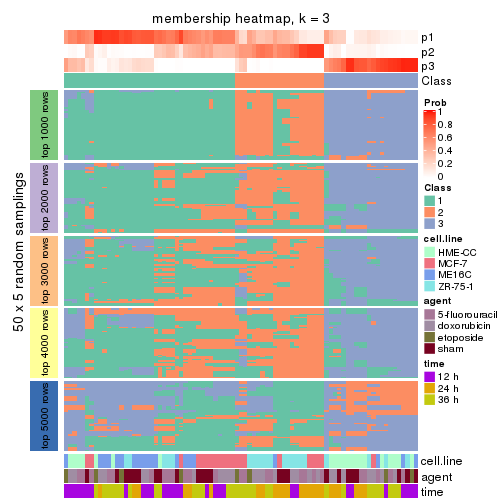 membership heatmap, k = 3
p1
p2
p3
Class
50 x 5 random samplings
top 1000 rows
top 2000 rows
top 3000 rows
top 4000 rows
top 5000 rows
cell.line
agent
time
Prob
1
0.8
0.6
0.4
0.2
0
Class
1
2
3
cell.line
HME-CC
MCF-7
ME16C
ZR-75-1
agent
5-fluorouracil
doxorubicin
etoposide
sham
time
12 h
24 h
36 h